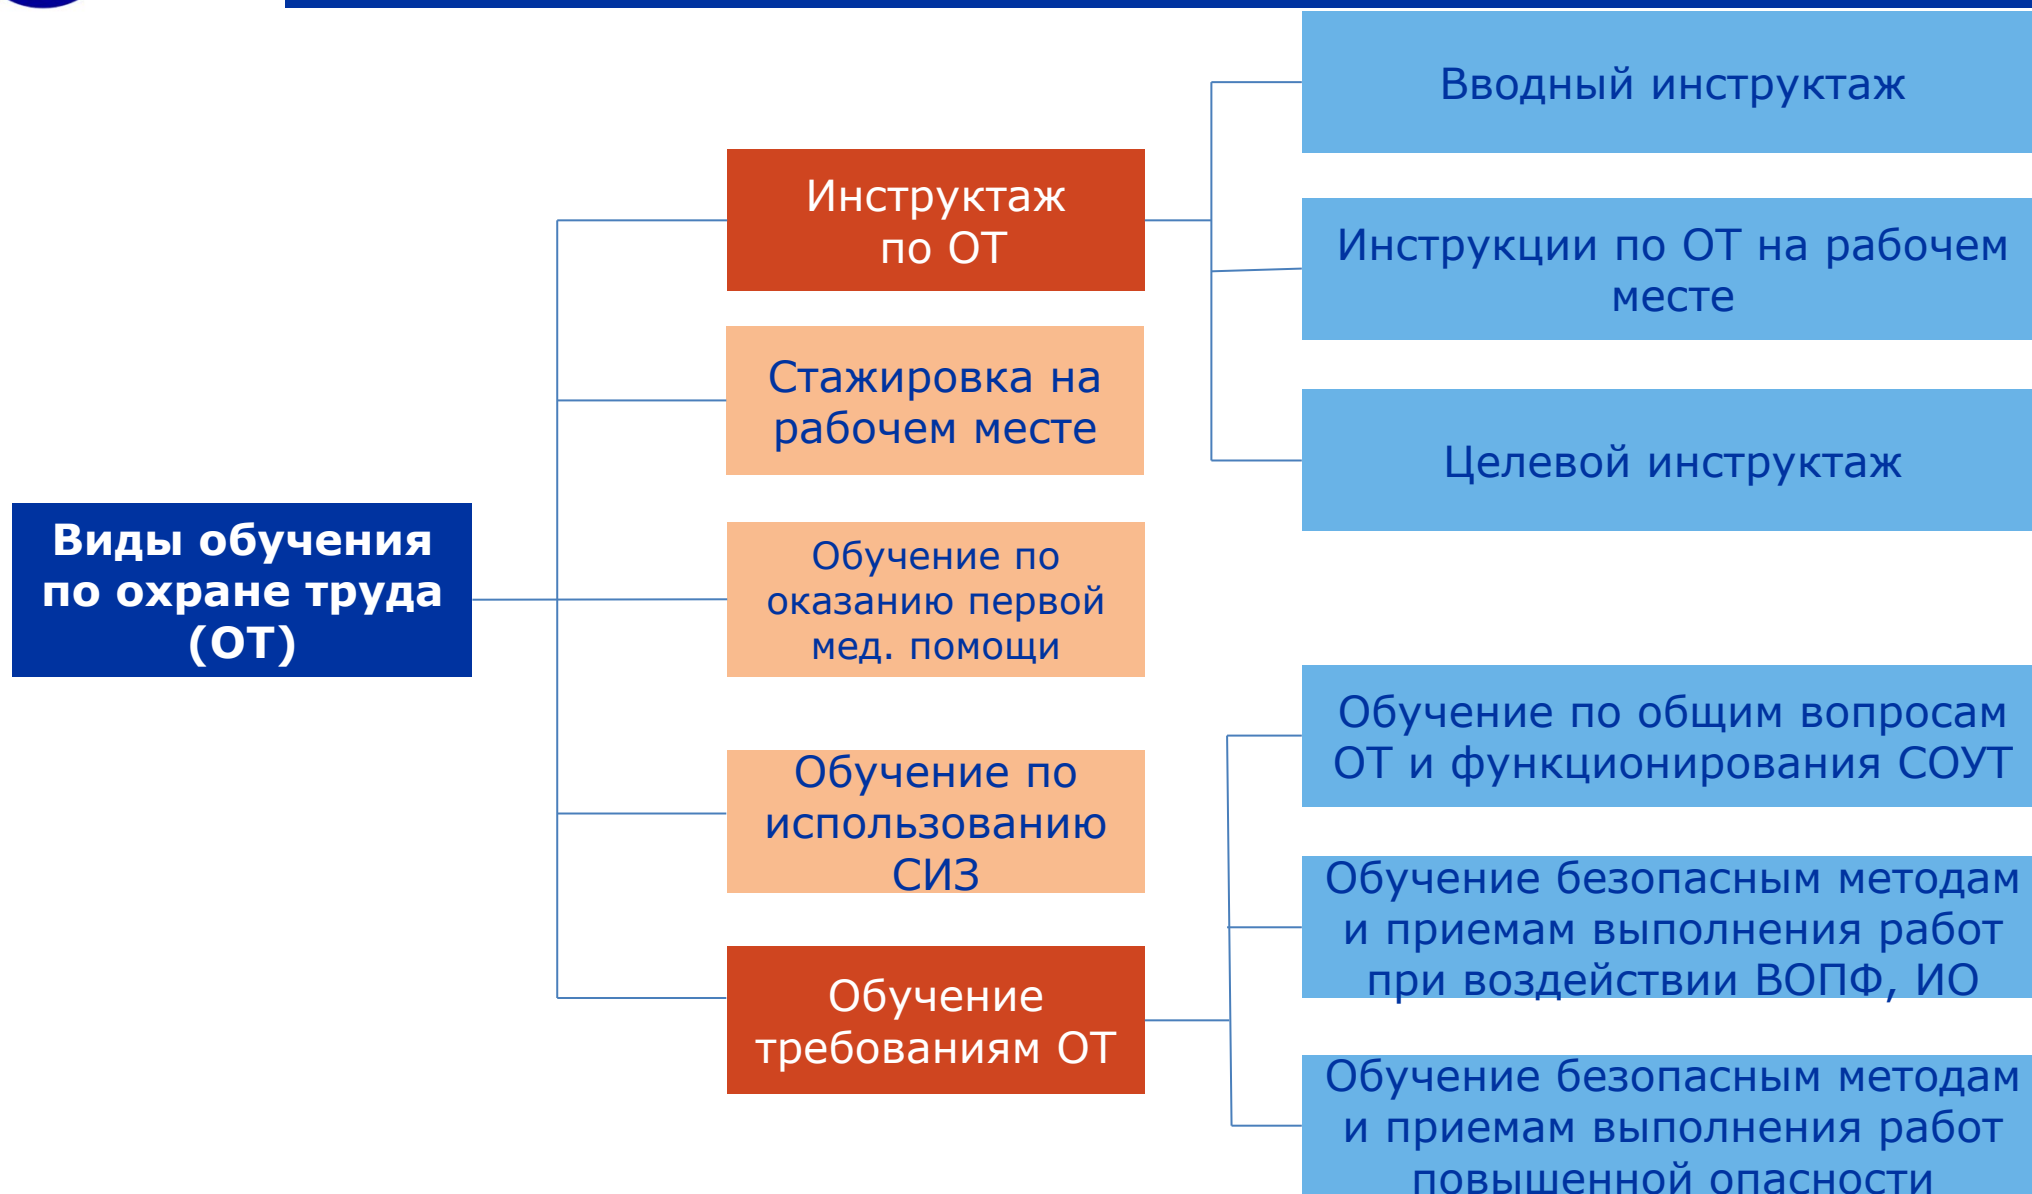 Виды обучения
по охране труда
(ОТ)
Инструктаж
по ОТ
Стажировка на
рабочем месте
Обучение по
оказанию первой
мед. помощи
Обучение по
использованию
СИЗ
Обучение
требованиям ОТ
Вводный инструктаж
Инструкции по ОТ на рабочем
месте
Целевой инструктаж
Обучение по общим вопросам
ОТ и функционирования СОУТ
Обучение безопасным методам
и приемам выполнения работ
при воздействии ВОПФ, ИО
Обучение безопасным методам
и приемам выполнения работ
повышенной опасности